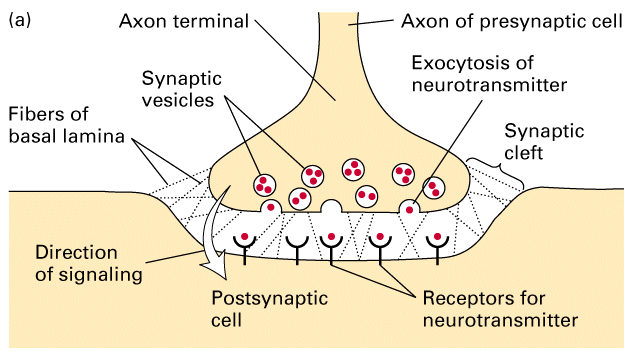 (a)
Axon terminal
Axon of presynaptic cell
Exocytosis of
neurotransmitter
Synaptic
vesicles
Fibers of
basal lamina
Synaptic
cleft
Direction
of signaling
Postsynaptic
cell
Receptors for
neurotransmitter